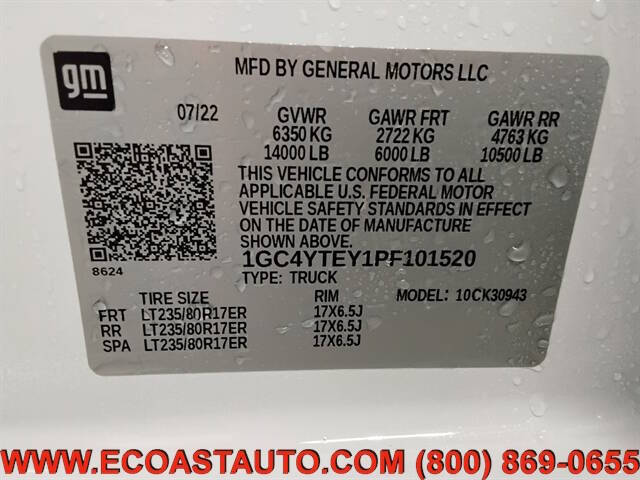 gm
MFD BY GENERAL MOTORS LLC
07/22 GVWR GAWR FRT GAWR RR
6350 KG 2722 KG 4763 KG
14000 LB 6000 LB 10500 LB
THIS VEHICLE CONFORMS TO ALL
APPLICABLE U.S. FEDERAL MOTOR
VEHICLE SAFETY STANDARDS IN EFFECT
ON THE DATE OF MANUFACTURE
SHOWN ABOVE.
8624
1GC4YTEY1PF101520
TYPE: TRUCK
TIRE SIZE RIM MODEL: 10CK30943
FRT LT235/80R17ER 17X6.5J
RR LT235/80R17ER 17X6.5J
SPA LT235/80R17ER 17X6.5J
WWW.ECOASTAUTO.COM (800) 869-0655